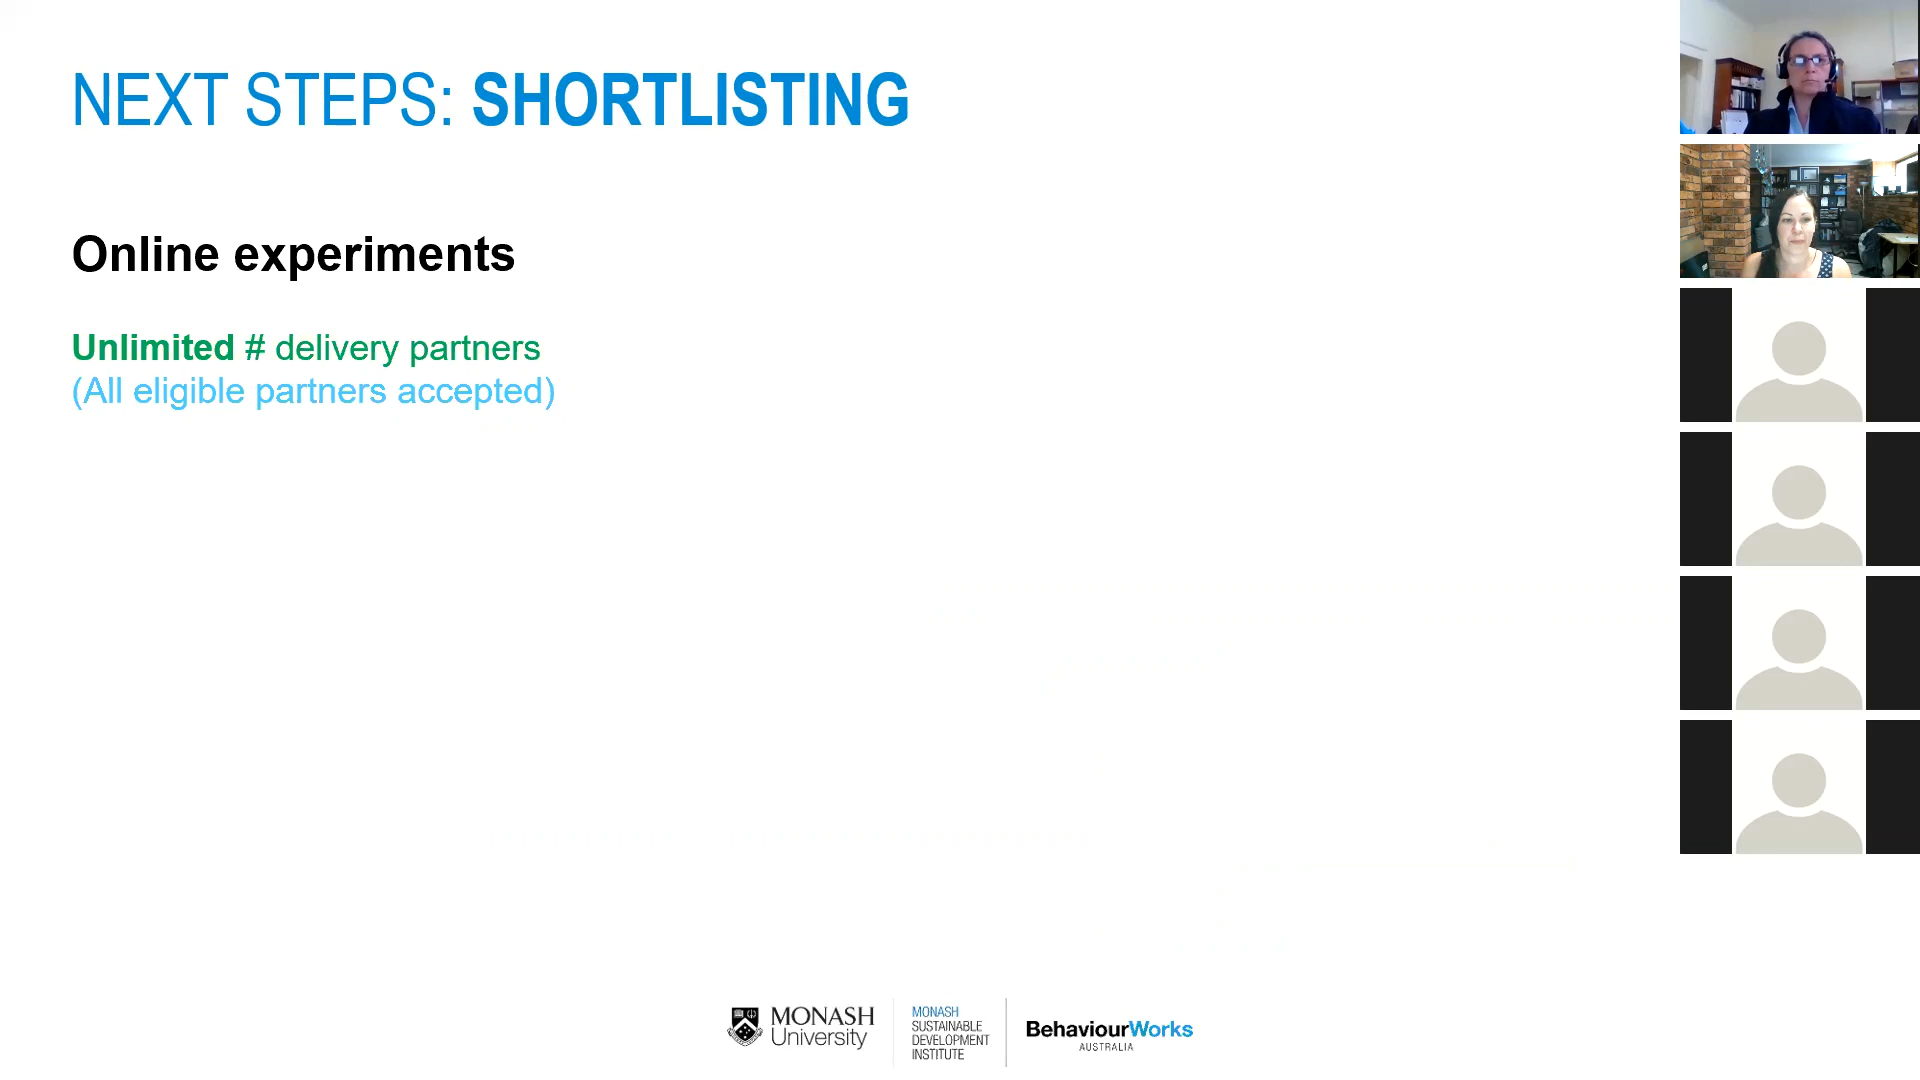 NEXT STEPS: SHORTLISTING
Online experiments
Unlimited # delivery partners
(All eligible partners accepted)
MONASH
University
MONASH
SUSTAINABLE
DEVELOPMENT
INSTITUTE
BehaviourWorks
AUSTRALIA